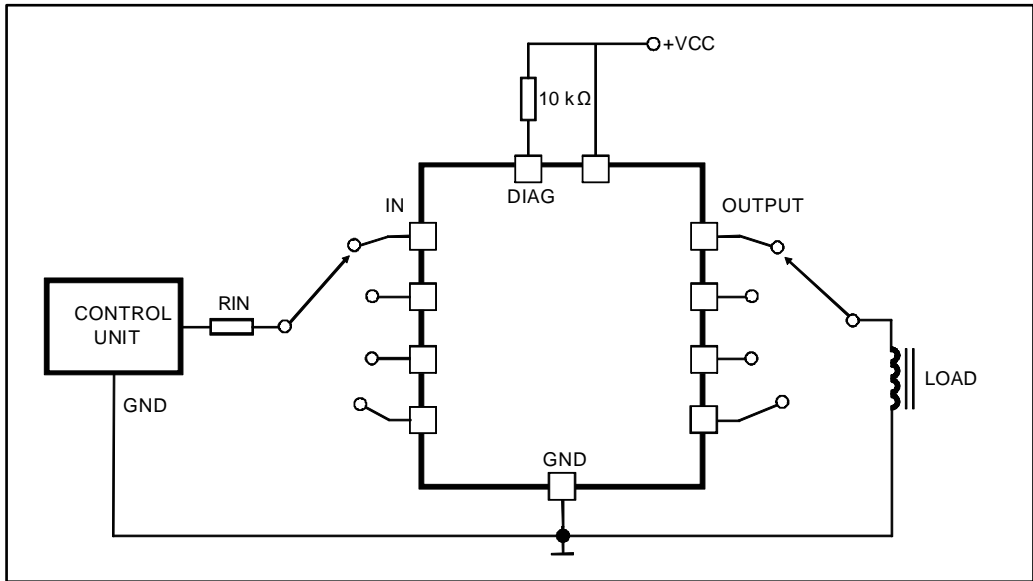 +VCC
10 kΩ
DIAG
IN
OUTPUT
CONTROL
UNIT
RIN
GND
LOAD
GND